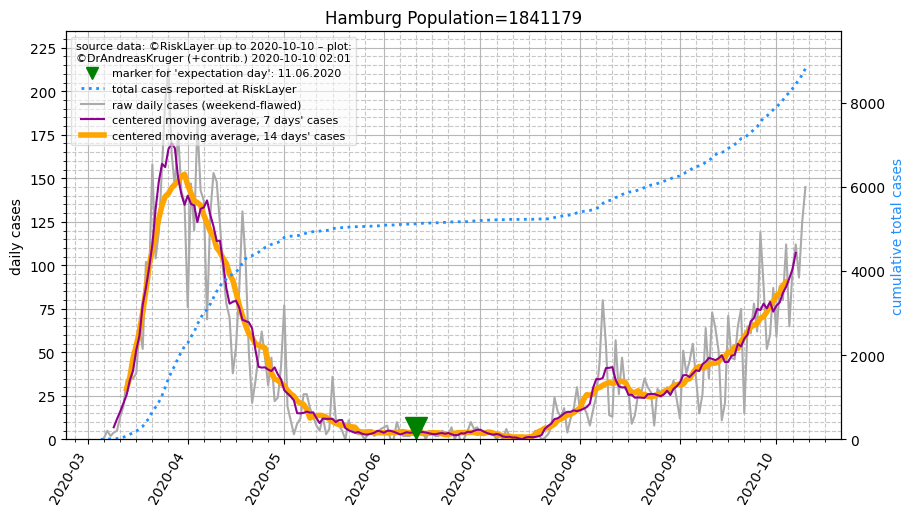 Hamburg Population=1841179
source data: ©RiskLayer up to 2020-10-10 – plot:
©DrAndreasKruger (+contrib.) 2020-10-10 02:01
marker for 'expectation day': 11.06.2020
total cases reported at RiskLayer
raw daily cases (weekend-flawed)
centered moving average, 7 days' cases
centered moving average, 14 days' cases
daily cases
225
200
175
150
125
100
75
50
25
0
8000
6000
4000
2000
0
cumulative total cases
2020-03
2020-04
2020-05
2020-06
2020-07
2020-08
2020-09
2020-10